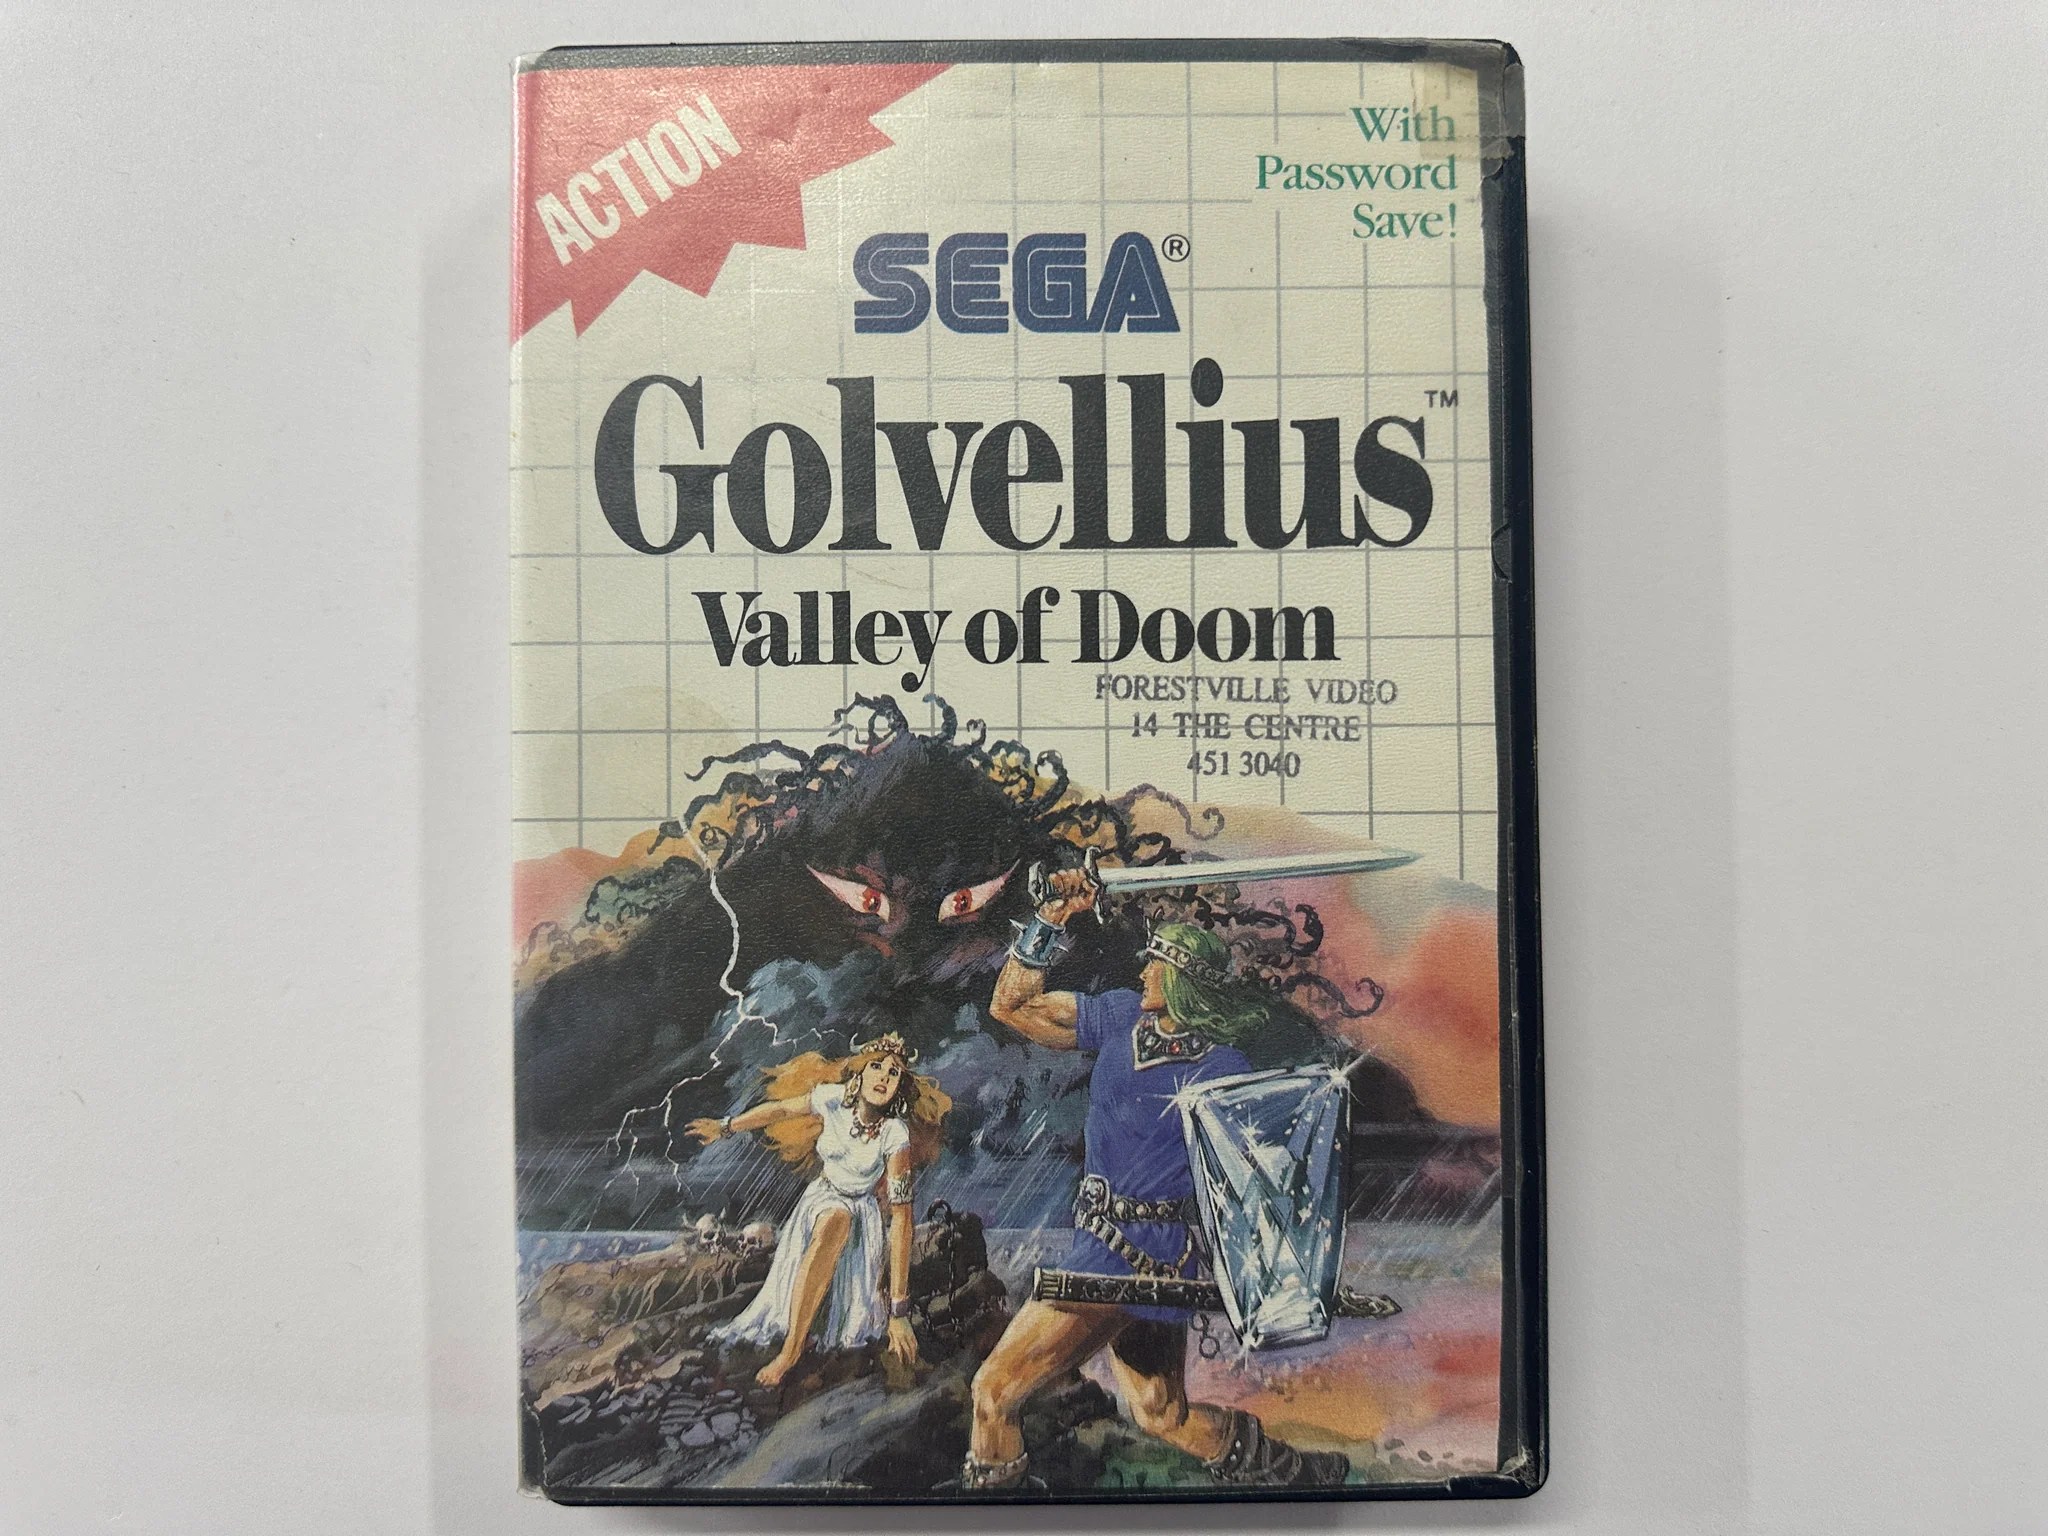 ACTION
With
Password
Save!
SEGA®
Golvellius™
Valley of Doom
FORESTVILLE VIDEO
14 THE CENTRE
451 3040